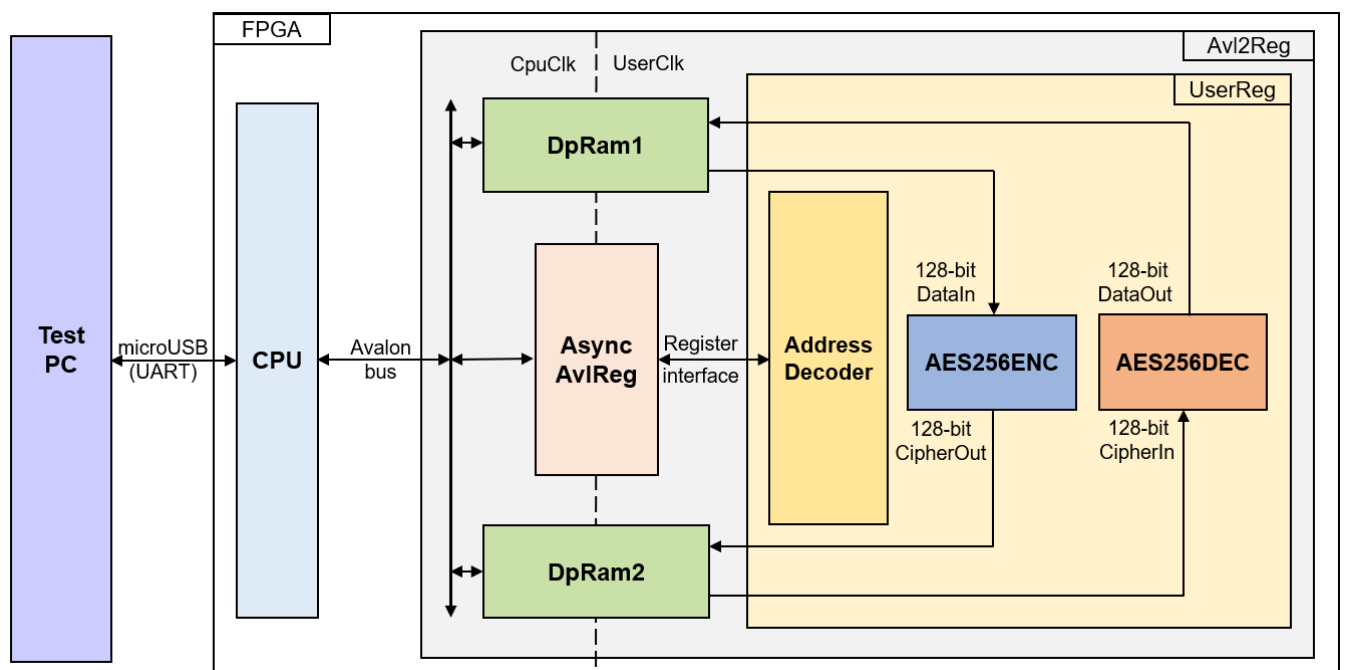 FPGA
Avl2Reg
CpuClk
UserClk
UserReg
DpRam1
Test
PC
microUSB
(UART)
CPU
Avalon
bus
Async
AvlReg
Register
interface
Address
Decoder
128-bit
DataIn
128-bit
DataOut
AES256ENC
AES256DEC
128-bit
CipherOut
128-bit
CipherIn
DpRam2